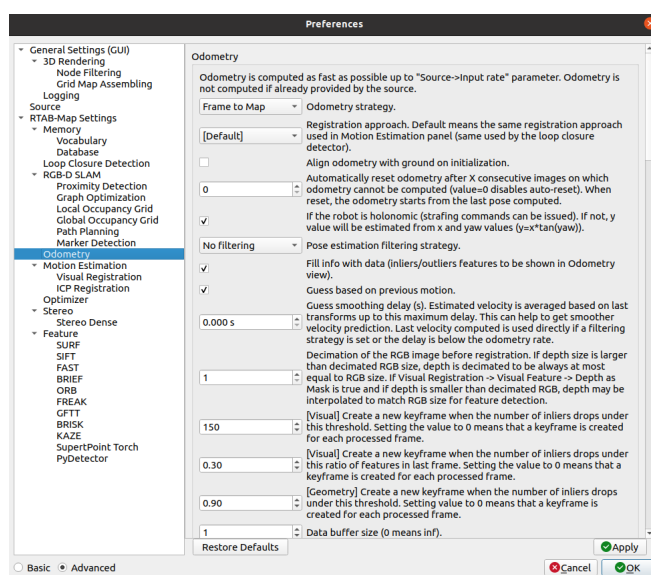 Preferences
General Settings (GUI)
3D Rendering
Node Filtering
Grid Map Assembling
Logging
Source
RTAB-Map Settings
Memory
Vocabulary
Database
Loop Closure Detection
RGB-D SLAM
Proximity Detection
Graph Optimization
Local Occupancy Grid
Global Occupancy Grid
Path Planning
Marker Detection
Odometry
Motion Estimation
Visual Registration
ICP Registration
Optimizer
Stereo
Stereo Dense
Feature
SURF
SIFT
FAST
BRIEF
ORB
FREAK
GFTT
BRISK
KAZE
SupertPoint Torch
PyDetector
Odometry
Odometry is computed as fast as possible up to "Source->Input rate" parameter. Odometry is
not computed if already provided by the source.
Frame to Map
Odometry strategy.
[Default]
Registration approach. Default means the same registration approach
used in Motion Estimation panel (same used by the loop closure
detector).
Align odometry with ground on initialization.
0
Automatically reset odometry after X consecutive images on which
odometry cannot be computed (value=0 disables auto-reset). When
reset, the odometry starts from the last pose computed.
If the robot is holonomic (strafing commands can be issued). If not, y
value will be estimated from x and yaw values (y=x*tan(yaw)).
No filtering
Pose estimation filtering strategy.
Fill info with data (inliers/outliers features to be shown in Odometry
view).
Guess based on previous motion.
0.000 s
Guess smoothing delay (s). Estimated velocity is averaged based on last
transforms up to this maximum delay. This can help to get smoother
velocity prediction. Last velocity computed is used directly if a filtering
strategy is set or the delay is below the odometry rate.
1
Decimation of the RGB image before registration. If depth size is larger
than decimated RGB size, depth is decimated to be always at most
equal to RGB size. If Visual Registration -> Visual Feature -> Depth as
Mask is true and if depth is smaller than decimated RGB, depth may be
interpolated to match RGB size for feature detection.
150
[Visual] Create a new keyframe when the number of inliers drops under
this threshold. Setting the value to 0 means that a keyframe is created
for each processed frame.
0.30
[Visual] Create a new keyframe when the number of inliers drops under
this ratio of features in last frame. Setting the value to 0 means that a
keyframe is created for each processed frame.
0.90
[Geometry] Create a new keyframe when the number of inliers drops
under this threshold. Setting value to 0 means that a keyframe is
created for each processed frame.
1
Data buffer size (0 means inf).
Restore Defaults
Apply
Basic
Advanced
Cancel
OK